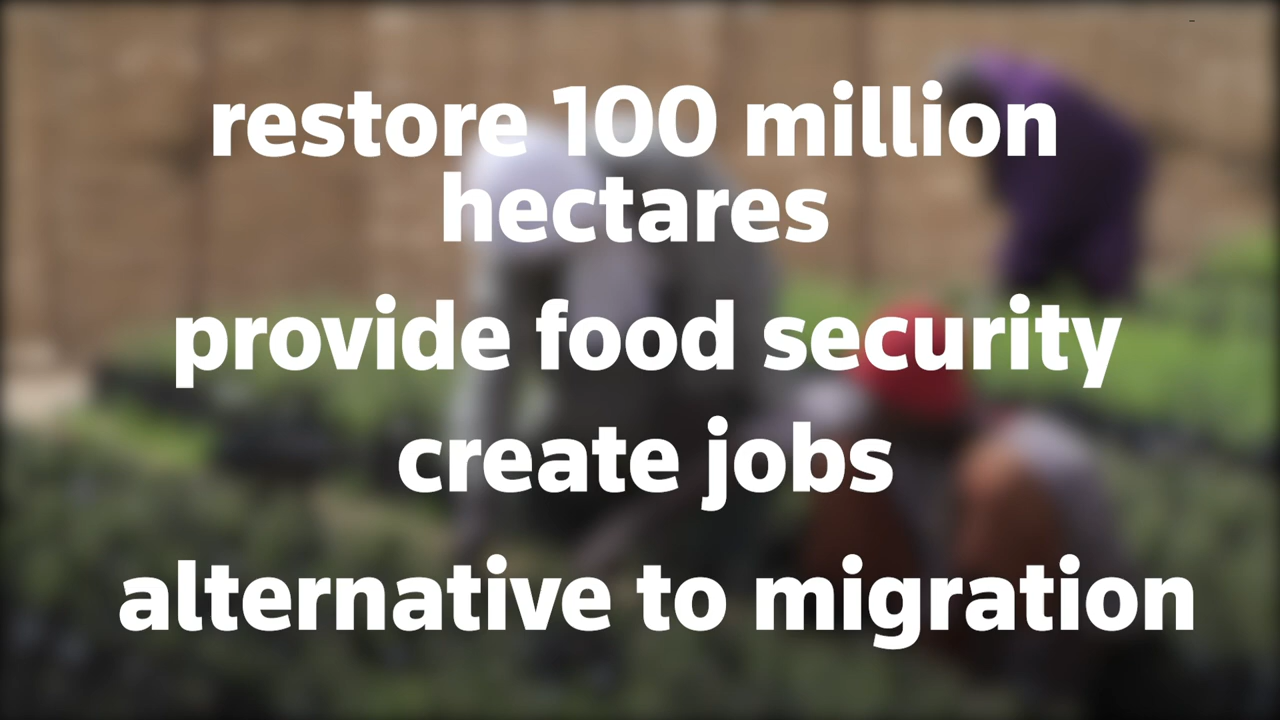 restore 100 million
hectares
provide food security
create jobs
alternative to migration